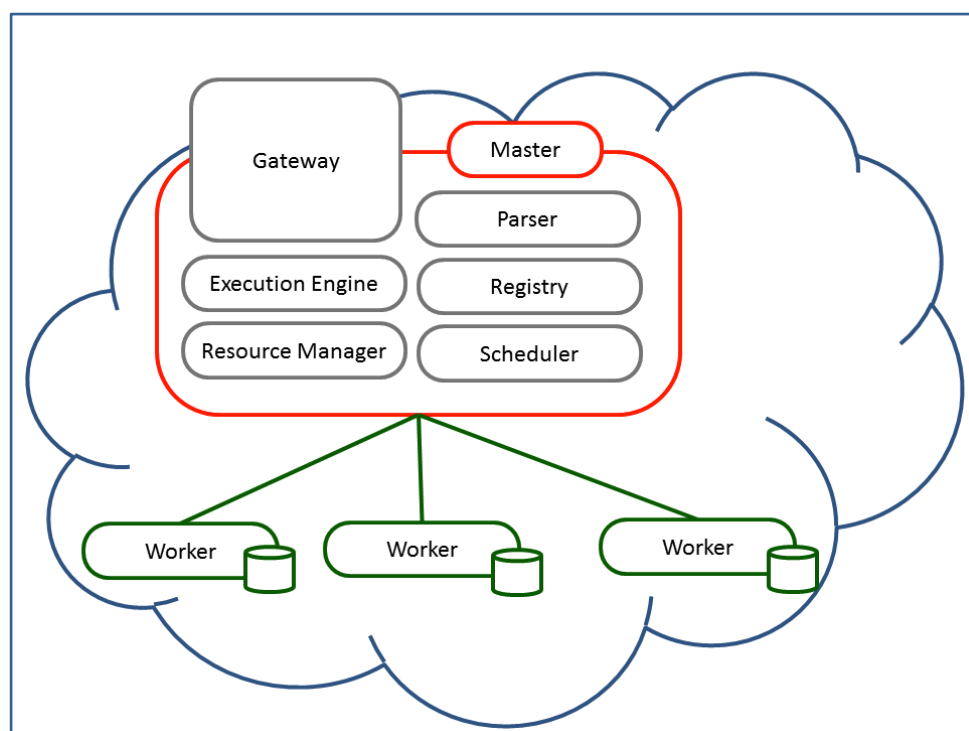 Master
Gateway
Parser
Execution Engine
Registry
Resource Manager
Scheduler
Worker
Worker
Worker